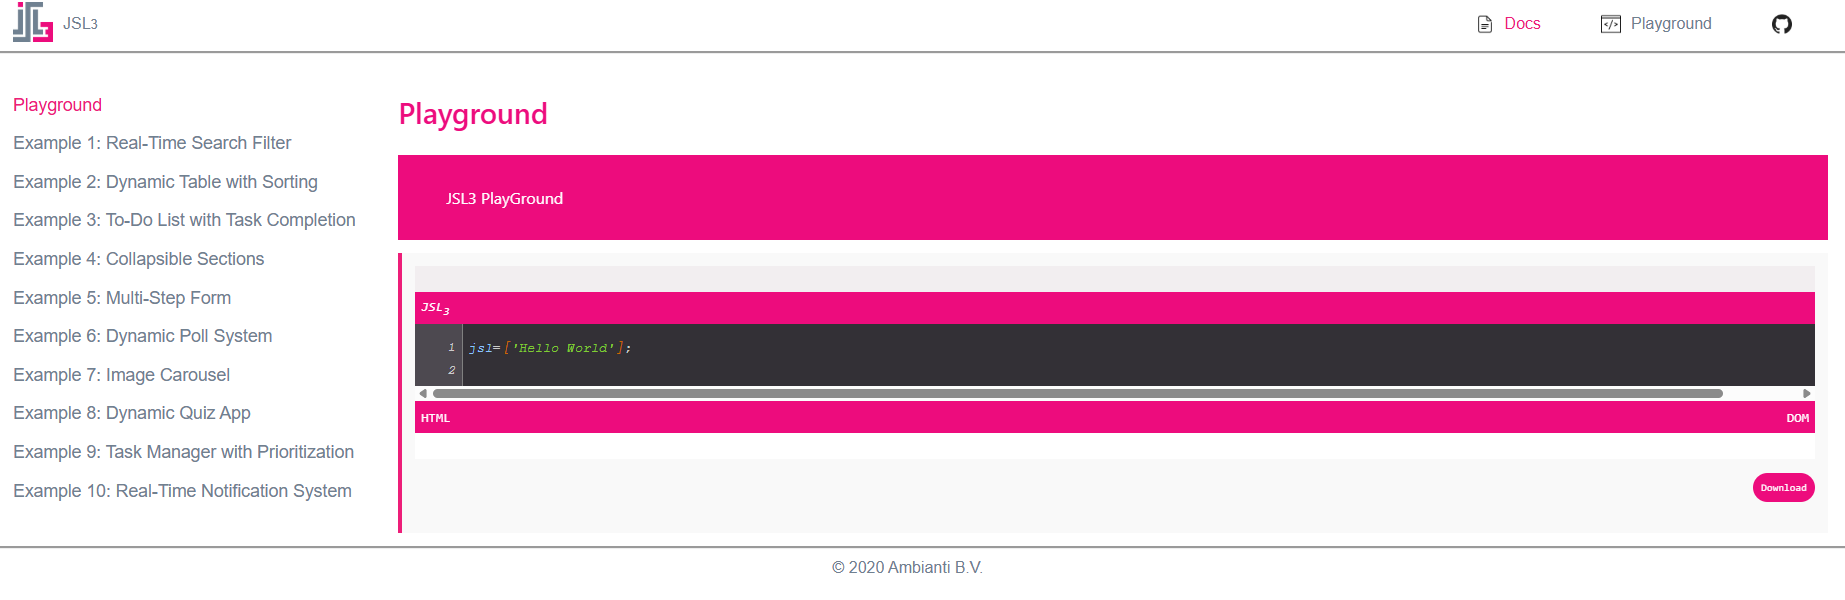 JSL3
JSL3
Docs
Playground
Playground
Example 1: Real-Time Search Filter
Example 2: Dynamic Table with Sorting
Example 3: To-Do List with Task Completion
Example 4: Collapsible Sections
Example 5: Multi-Step Form
Example 6: Dynamic Poll System
Example 7: Image Carousel
Example 8: Dynamic Quiz App
Example 9: Task Manager with Prioritization
Example 10: Real-Time Notification System
Playground
JSL3 PlayGround
JSL3
1 jsl=['Hello World'];
2
HTML DOM
Download
© 2020 Ambianti B.V.